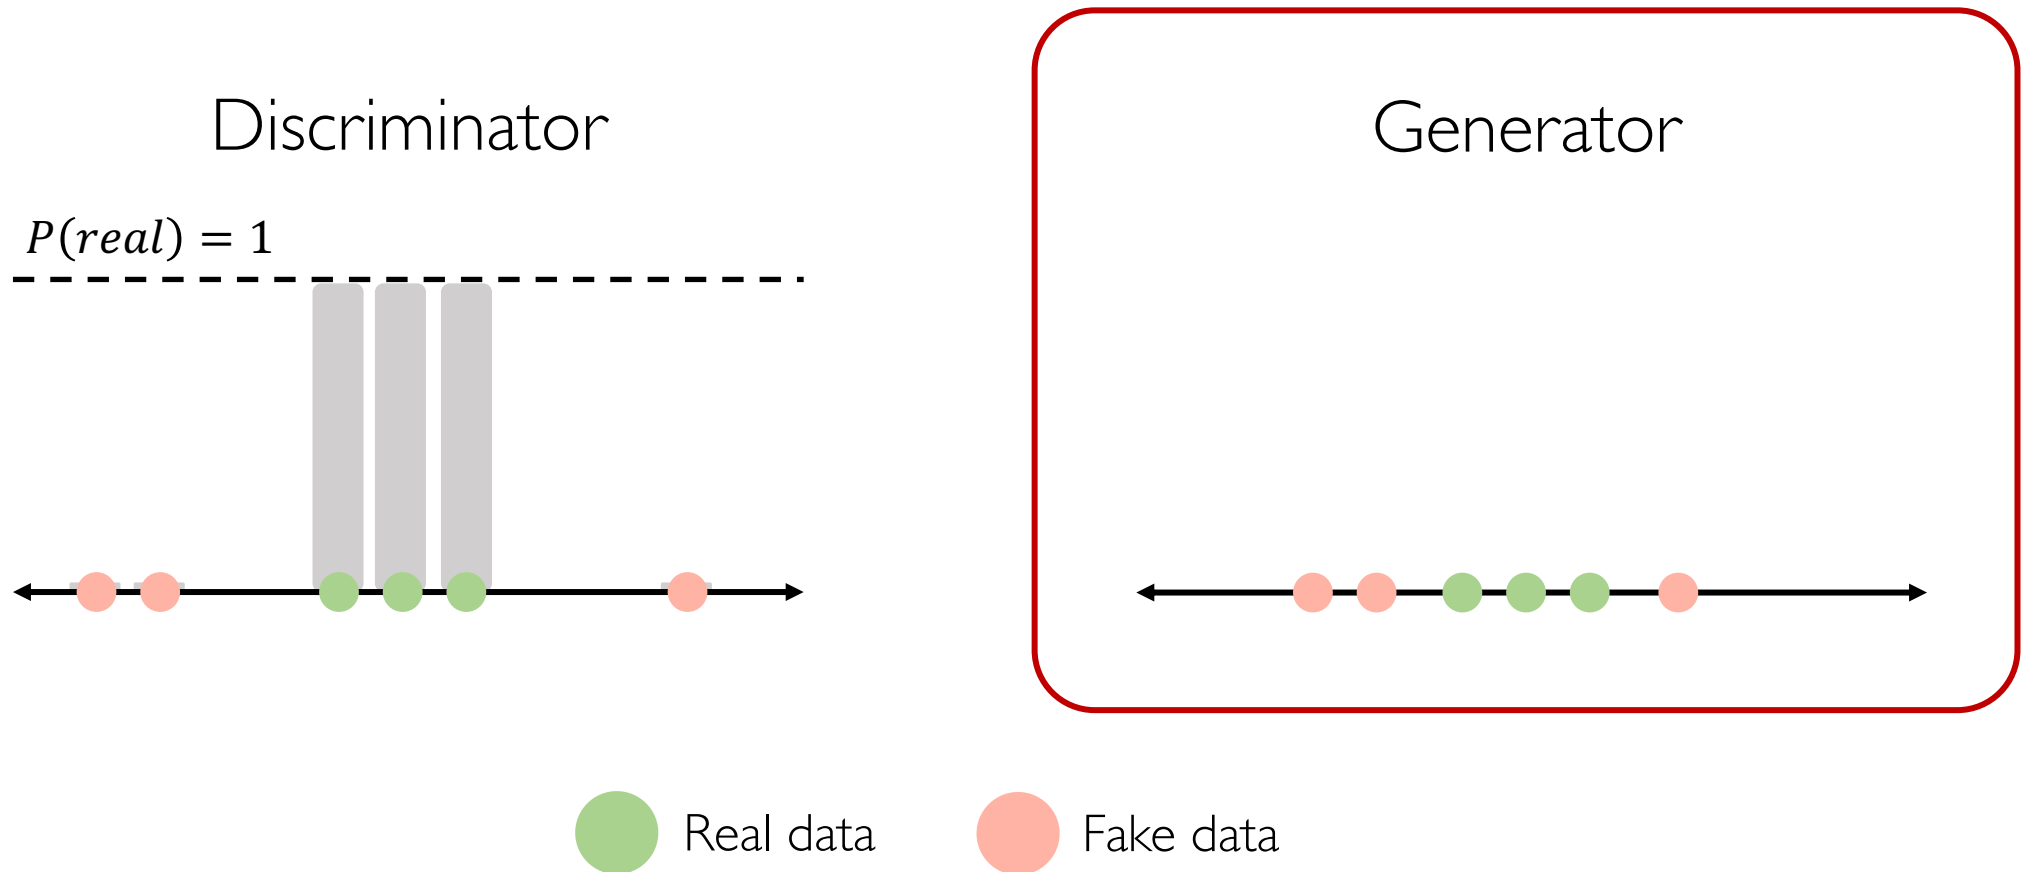 Discriminator
Generator
P(real) = 1
Real data
Fake data